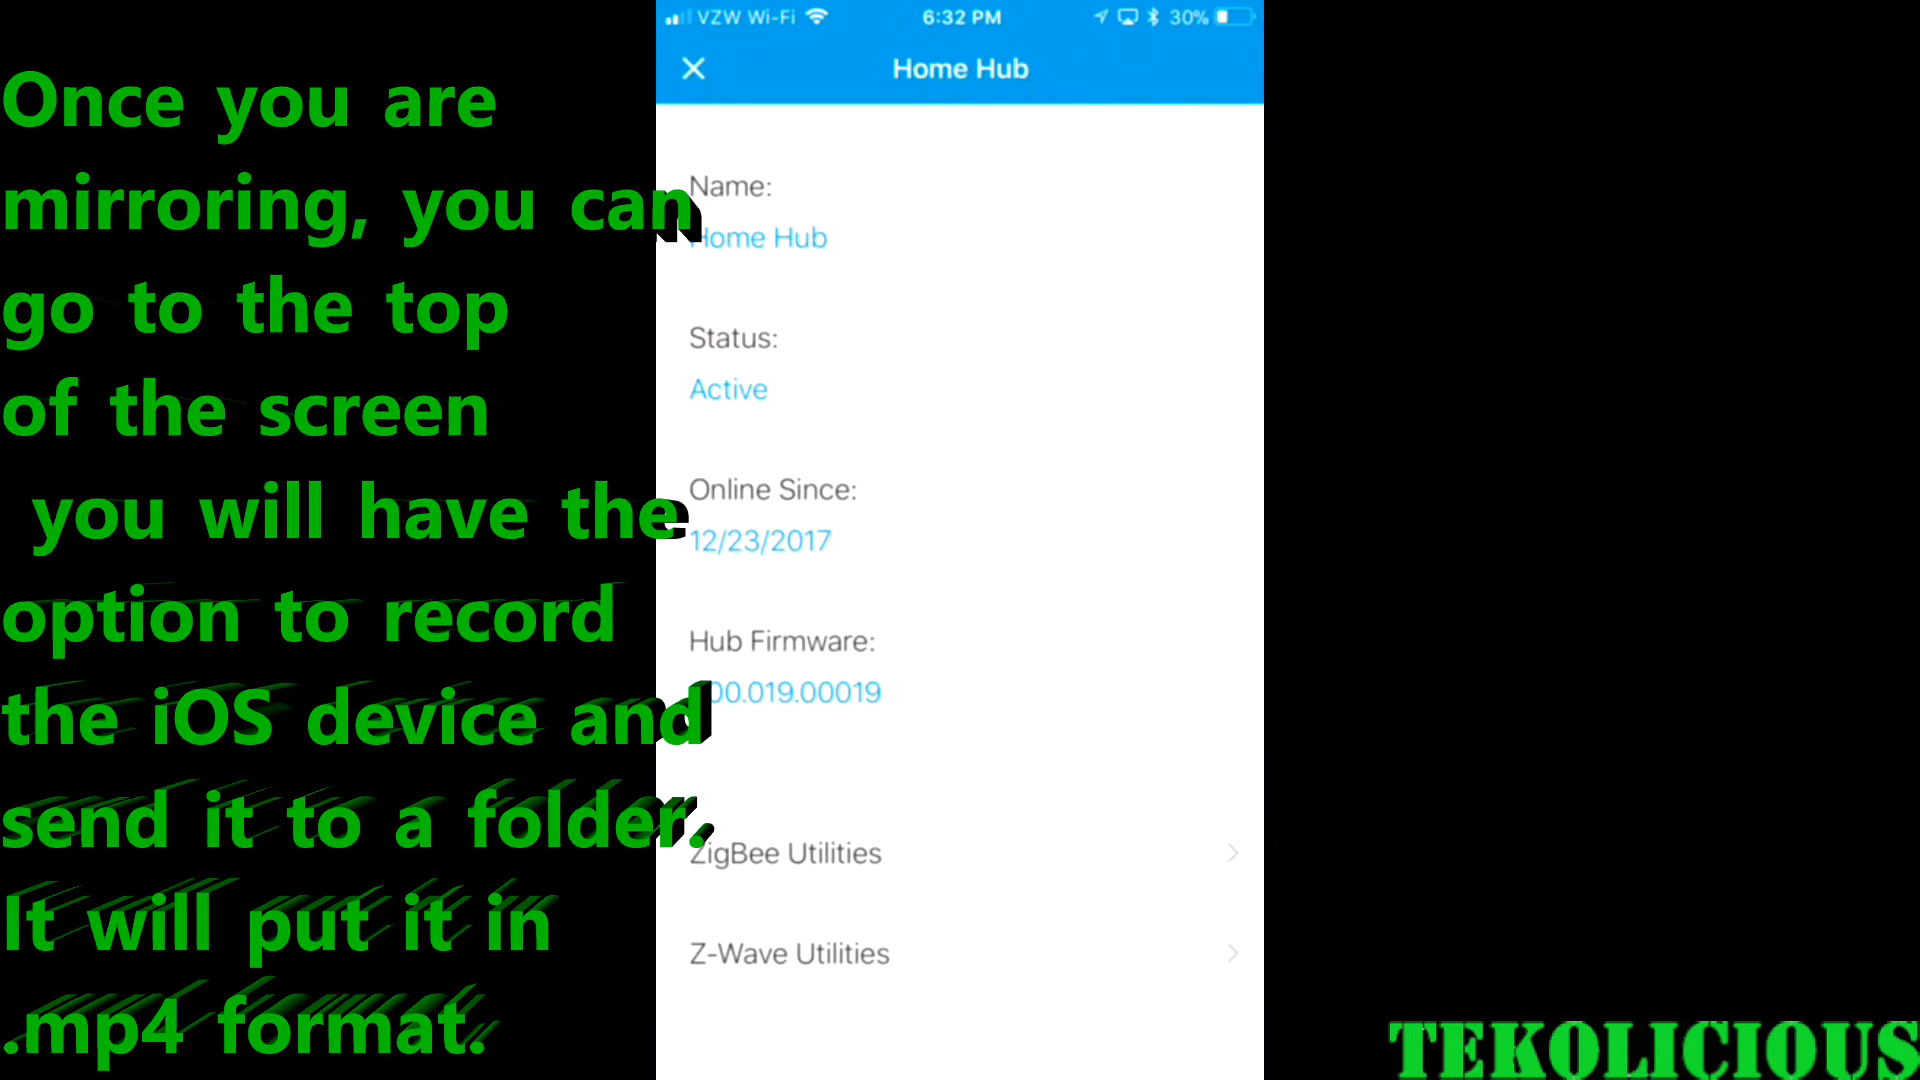 Once you are
mirroring, you can
go to the top
of the screen
you will have the
option to record
the iOS device and
send it to a folder.
It will put it in
.mp4 format.
VZW Wi-Fi 6:32 PM 30%
Home Hub
Name:
Home Hub
Status:
Active
Online Since:
12/23/2017
Hub Firmware:
00.019.00019
ZigBee Utilities
Z-Wave Utilities
TEKOLICIOUS